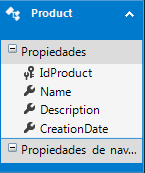 Product
Propiedades
IdProduct
Name
Description
CreationDate
Propiedades de nav...